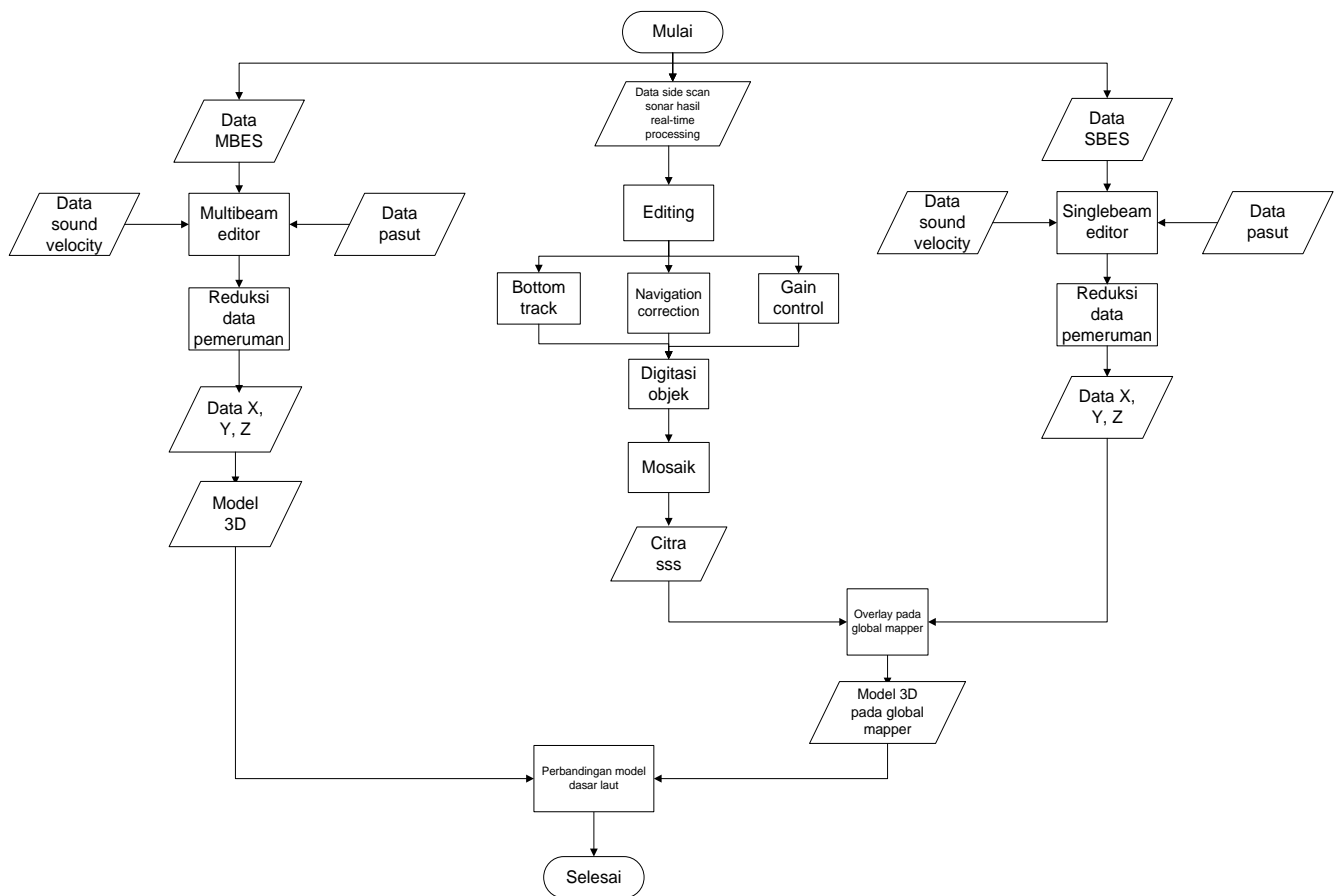 Mulai
Data
MBES
Data side scan
sonar hasil
real-time
processing
Data
SBES
Data
sound
velocity
Multibeam
editor
Data
pasut
Editing
Data
sound
velocity
Singlebeam
editor
Data
pasut
Reduksi
data
pemeruman
Bottom
track
Navigation
correction
Gain
control
Reduksi
data
pemeruman
Data X,
Y, Z
Digitasi
objek
Data X,
Y, Z
Mosaik
Model
3D
Citra
sss
Overlay pada
global mapper
Model 3D
pada global
mapper
Perbandingan model
dasar laut
Selesai